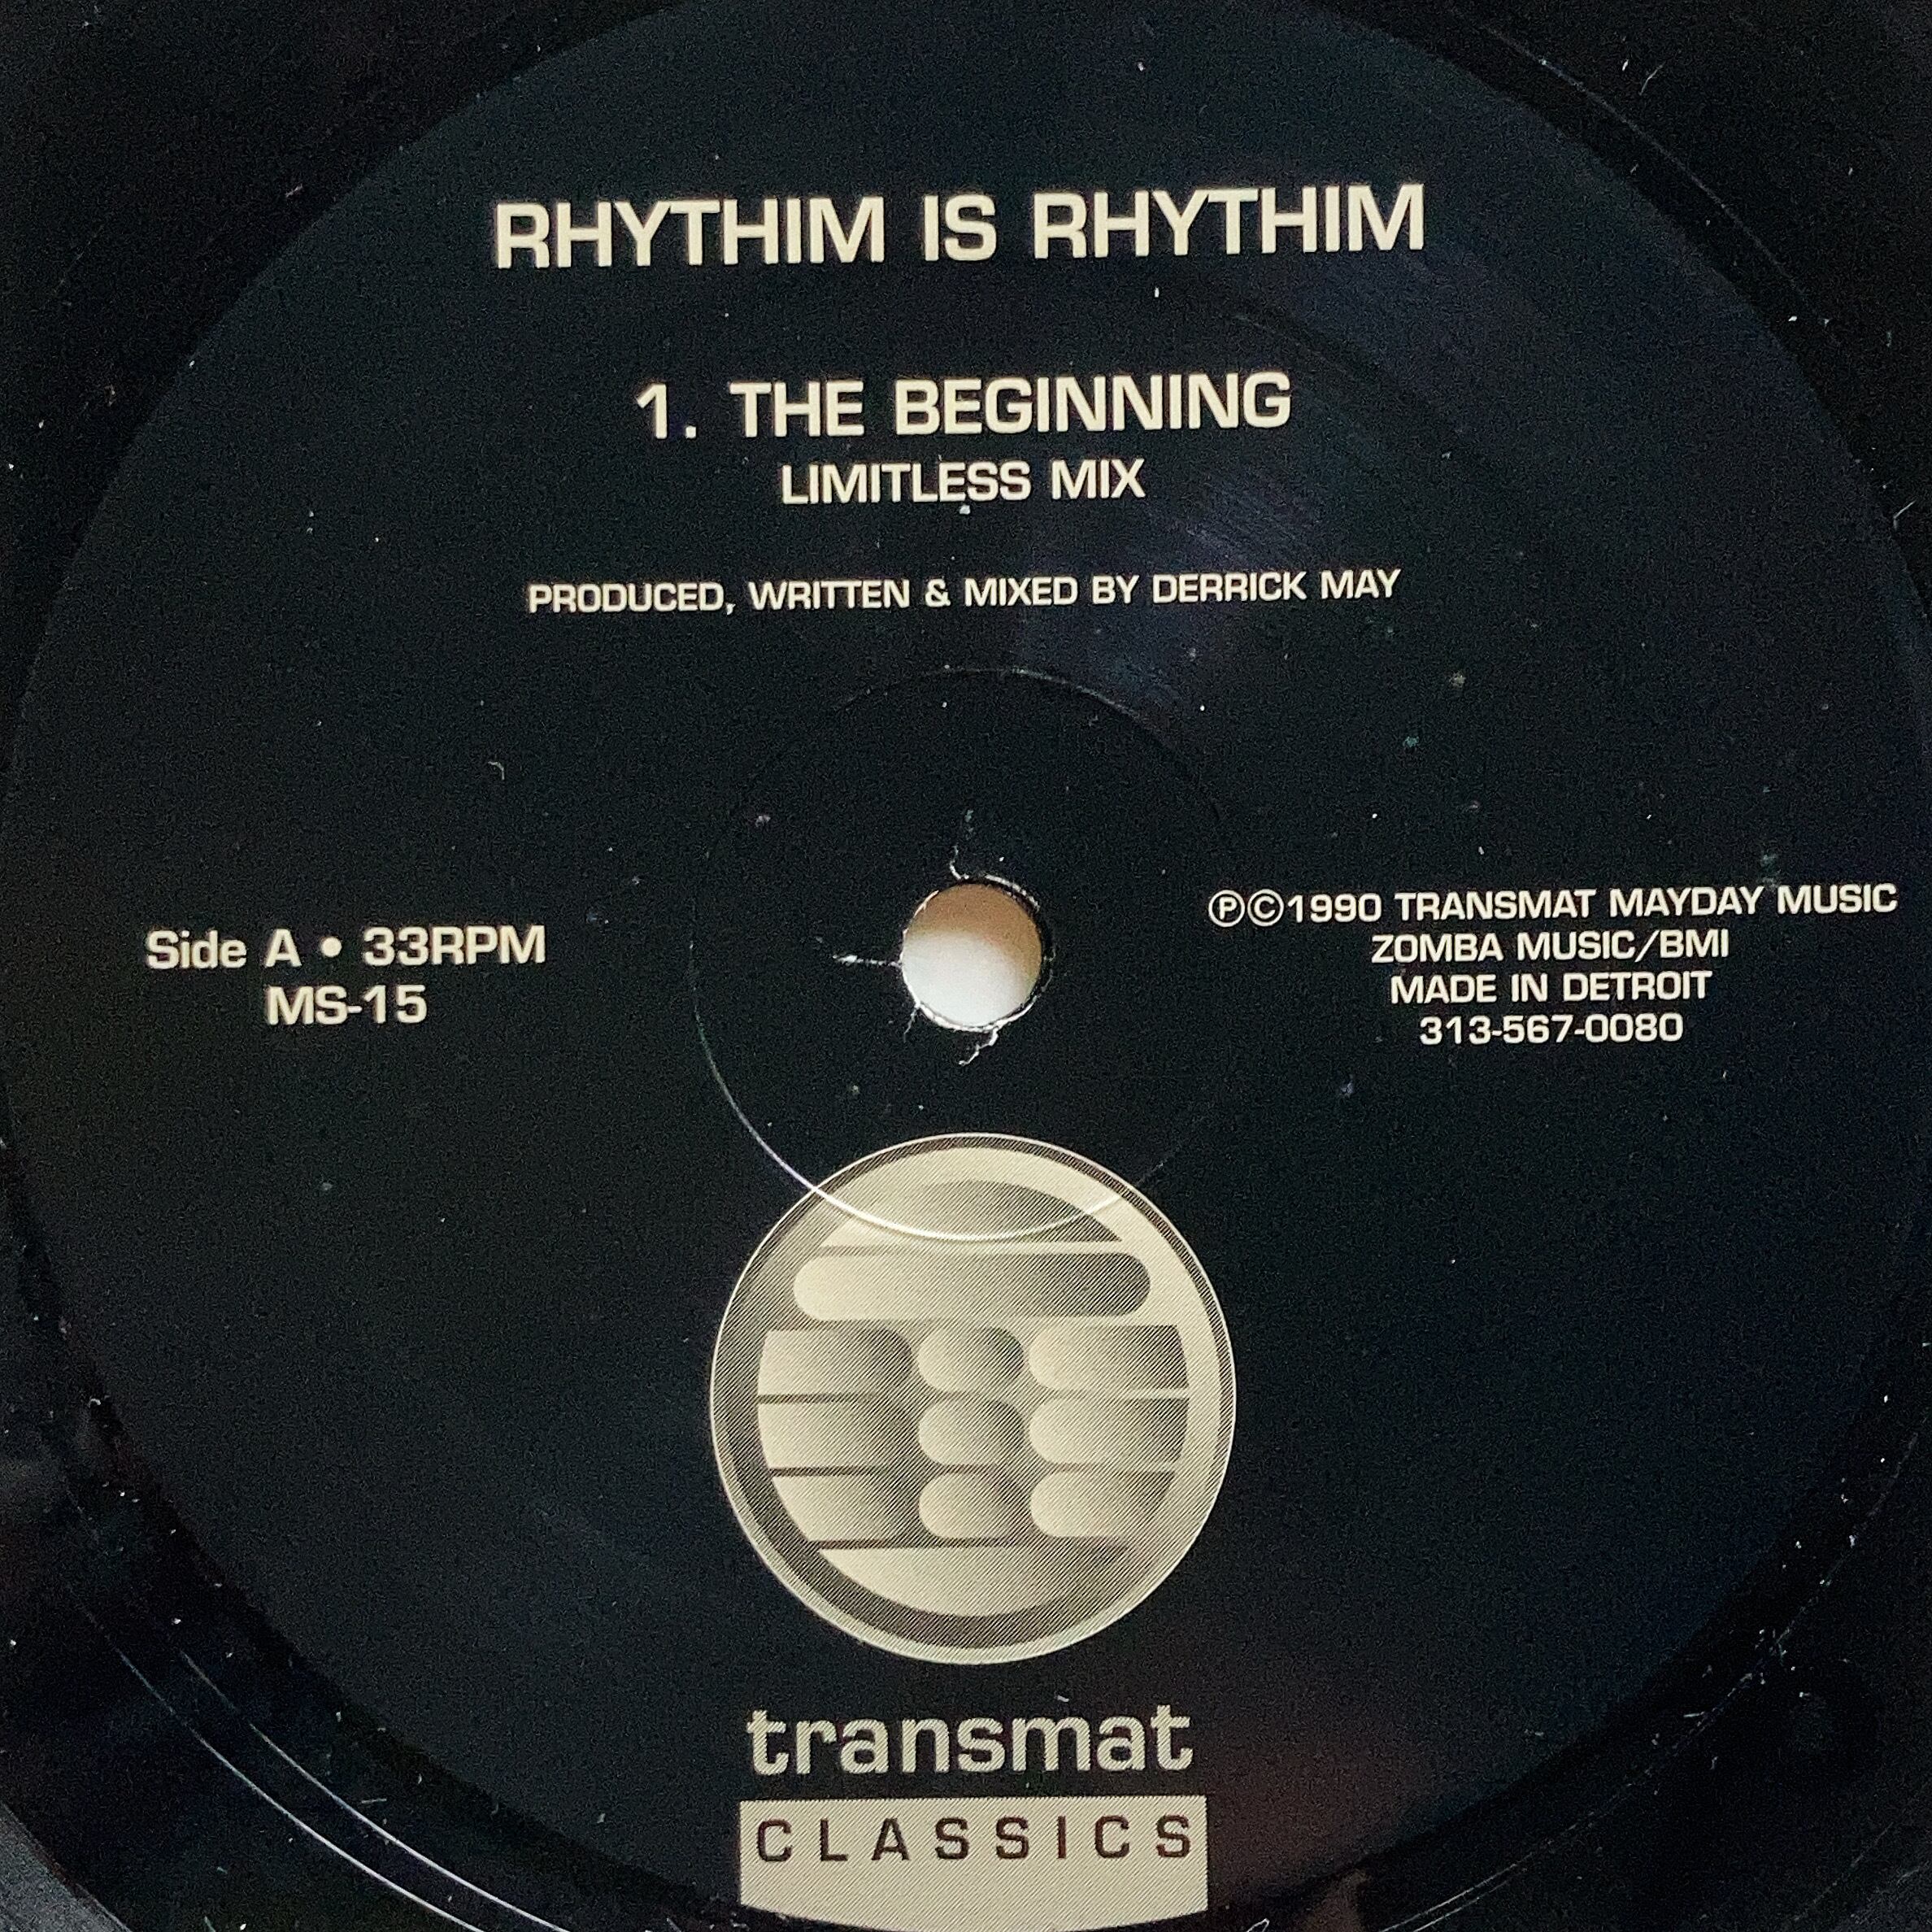 RHYTHIM IS RHYTHIM
1. THE BEGINNING
LIMITLESS MIX
PRODUCED, WRITTEN & MIXED BY DERRICK MAY
Side A • 33RPM
MS-15
℗©1990 TRANSMAT MAYDAY MUSIC
ZOMBA MUSIC/BMI
MADE IN DETROIT
313-567-0080
transmat
CLASSICS